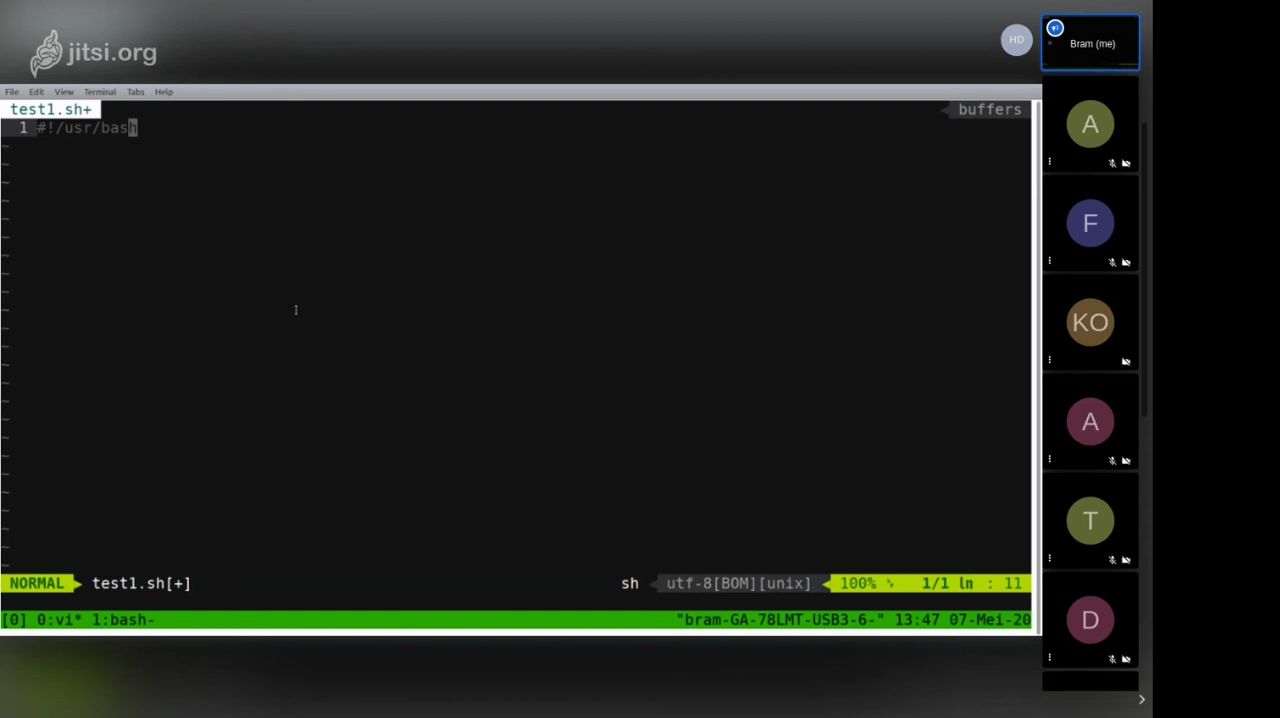 jitsi.org
HD
Bram (me)
File Edit View Terminal Tabs Help
test1.sh+ buffers
1 #!/usr/bash
A
F
KO
A
T
D
NORMAL test1.sh[+] sh utf-8[BOM][unix] 100% 1/1 ln : 11
[0] 0:vi* 1:bash- "bram-GA-78LMT-USB3-6-" 13:47 07-Mei-20